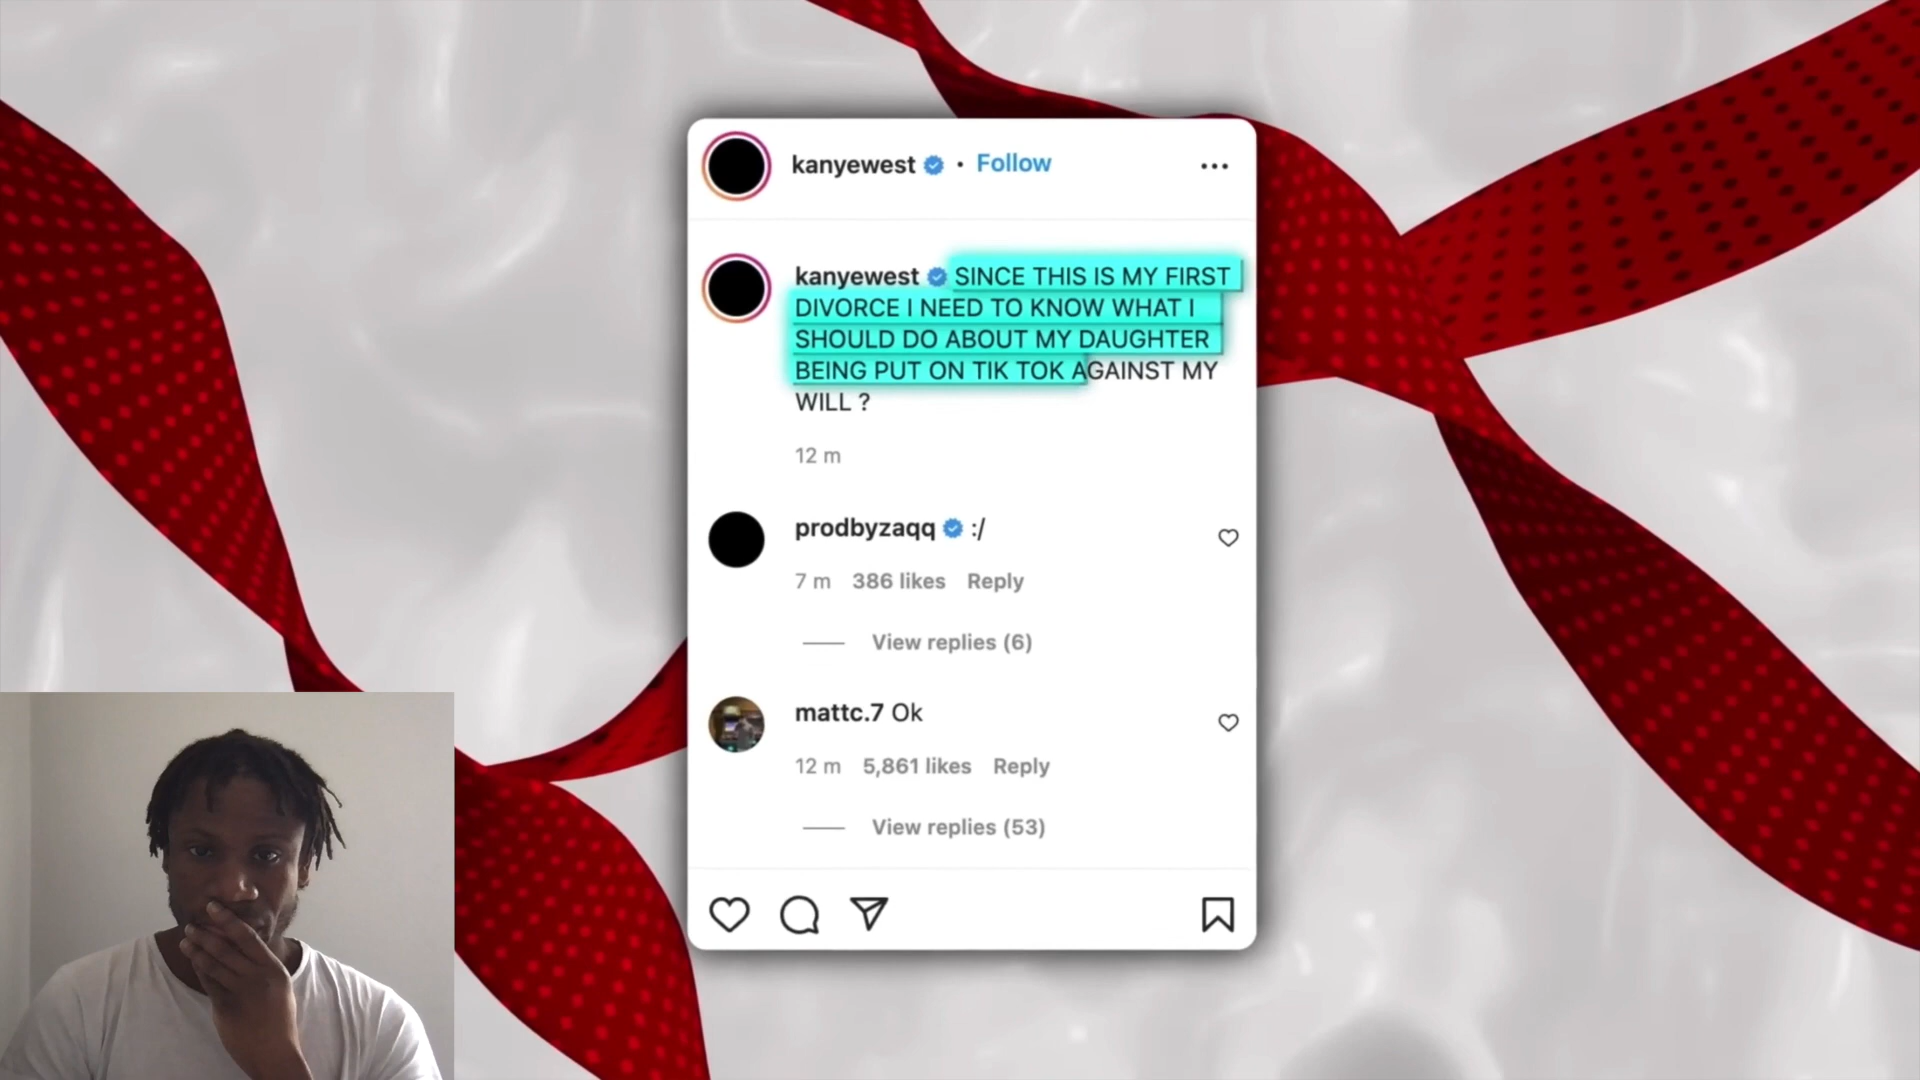 kanyewest • Follow
kanyewest SINCE THIS IS MY FIRST
DIVORCE I NEED TO KNOW WHAT I
SHOULD DO ABOUT MY DAUGHTER
BEING PUT ON TIK TOK AGAINST MY
WILL ?
12 m
prodbyzaqq :/
7 m 386 likes Reply
View replies (6)
mattc.7 Ok
12 m 5,861 likes Reply
View replies (53)